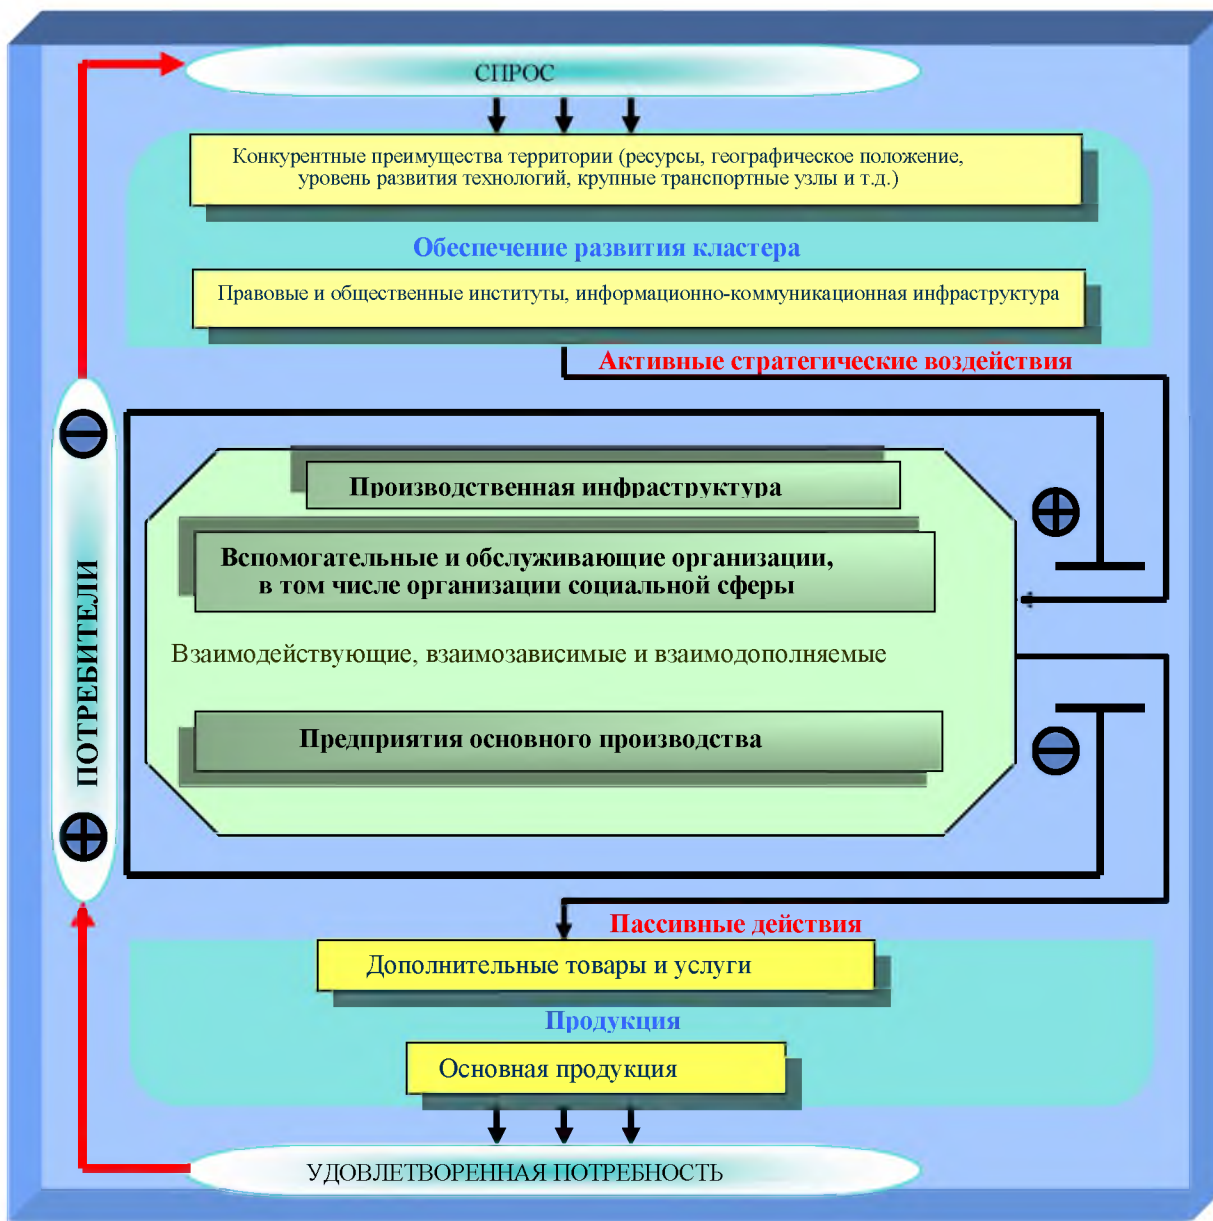 СПРОС
Конкурентные преимущества территории (ресурсы, географическое положение,
уровень развития технологий, крупные транспортные узлы и т.д.)
Обеспечение развития кластера
Правовые и общественные институты, информационно-коммуникационная инфраструктура
Активные стратегические воздействия
ПОТРЕБИТЕЛИ
Производственная инфраструктура
Вспомогательные и обслуживающие организации,
в том числе организации социальной сферы
Взаимодействующие, взаимозависимые и взаимодополняемые
Предприятия основного производства
Пассивные действия
Дополнительные товары и услуги
Продукция
Основная продукция
УДОВЛЕТВОРЕННАЯ ПОТРЕБНОСТЬ